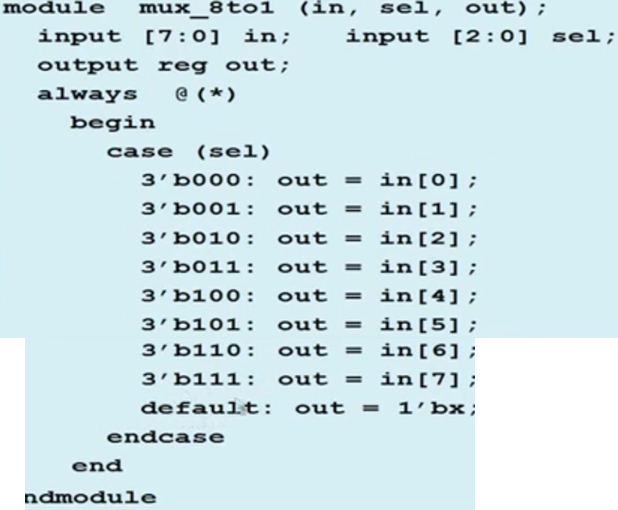 module mux_8to1 (in, sel, out);
input [7:0] in; input [2:0] sel;
output reg out;
always @(*)
begin
case (sel)
3'b000: out = in[0];
3'b001: out = in[1];
3'b010: out = in[2];
3'b011: out = in[3];
3'b100: out = in[4];
3'b101: out = in[5];
3'b110: out = in[6];
3'b111: out = in[7];
default: out = 1'bx;
endcase
end
ndmodule